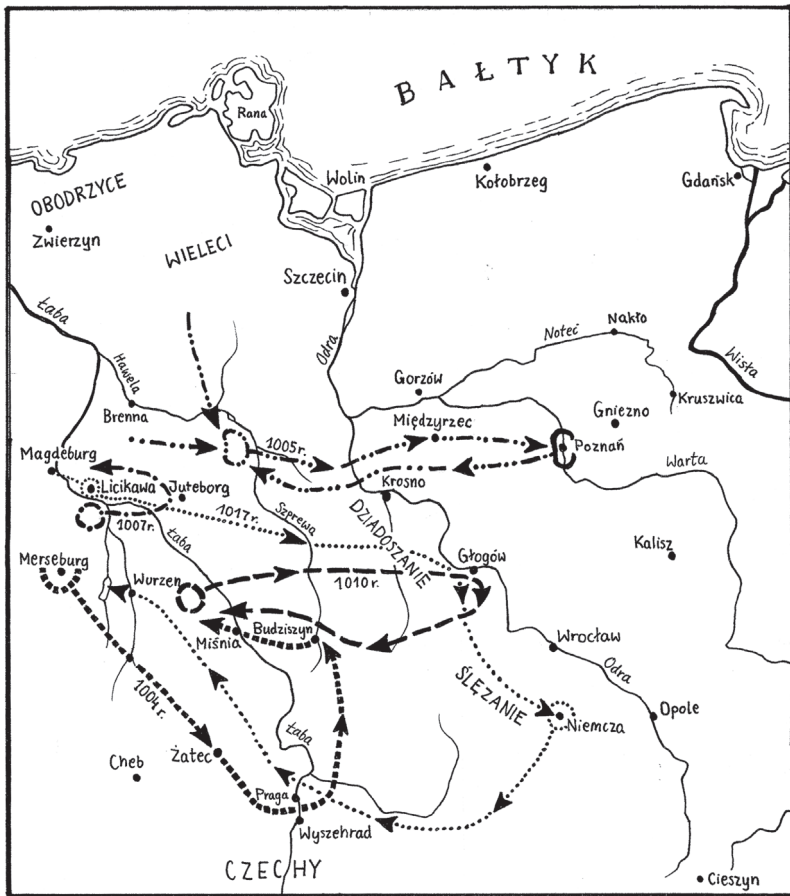 BAŁTYK
Rana
Wolin
Kołobrzeg
Gdańsk
OBODRZYCE
Zwierzyn
WIELECI
Szczecin
Łaba
Hawela
Odra
Nakło
Noteć
Wisła
Brenna
Gorzów
Gniezno
Kruszwica
Międzyrzec
1005 r.
Poznań
Magdeburg
Licikawa
Juteborg
Krosno
Warta
1007 r.
1017 r.
Szprewa
DZIADOSZANIE
Łaba
Merseburg
Wurzen
Głogów
Kalisz
1010 r.
Budziszyn
Miśnia
Wrocław
Odra
1004 r.
ŚLĘZANIE
Niemcza
Opole
Łaba
Żatec
Cheb
Praga
Wyszehrad
CZECHY
Cieszyn